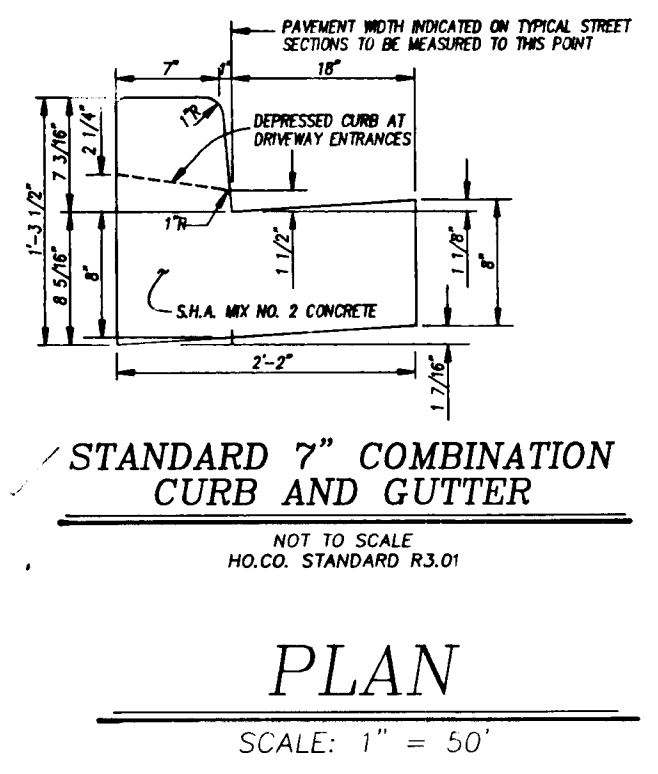 PAVEMENT WIDTH INDICATED ON TYPICAL STREET
SECTIONS TO BE MEASURED TO THIS POINT
7"
1"
18"
1"R
DEPRESSED CURB AT
DRIVEWAY ENTRANCES
2 1/4"
7 3/16"
1'-3 1/2"
8 5/16"
8"
1"R
1 1/2"
1 1/8"
8"
S.H.A. MIX NO. 2 CONCRETE
2'-2"
1 7/16"
STANDARD 7" COMBINATION
CURB AND GUTTER
NOT TO SCALE
HO.CO. STANDARD R3.01
PLAN
SCALE: 1" = 50'